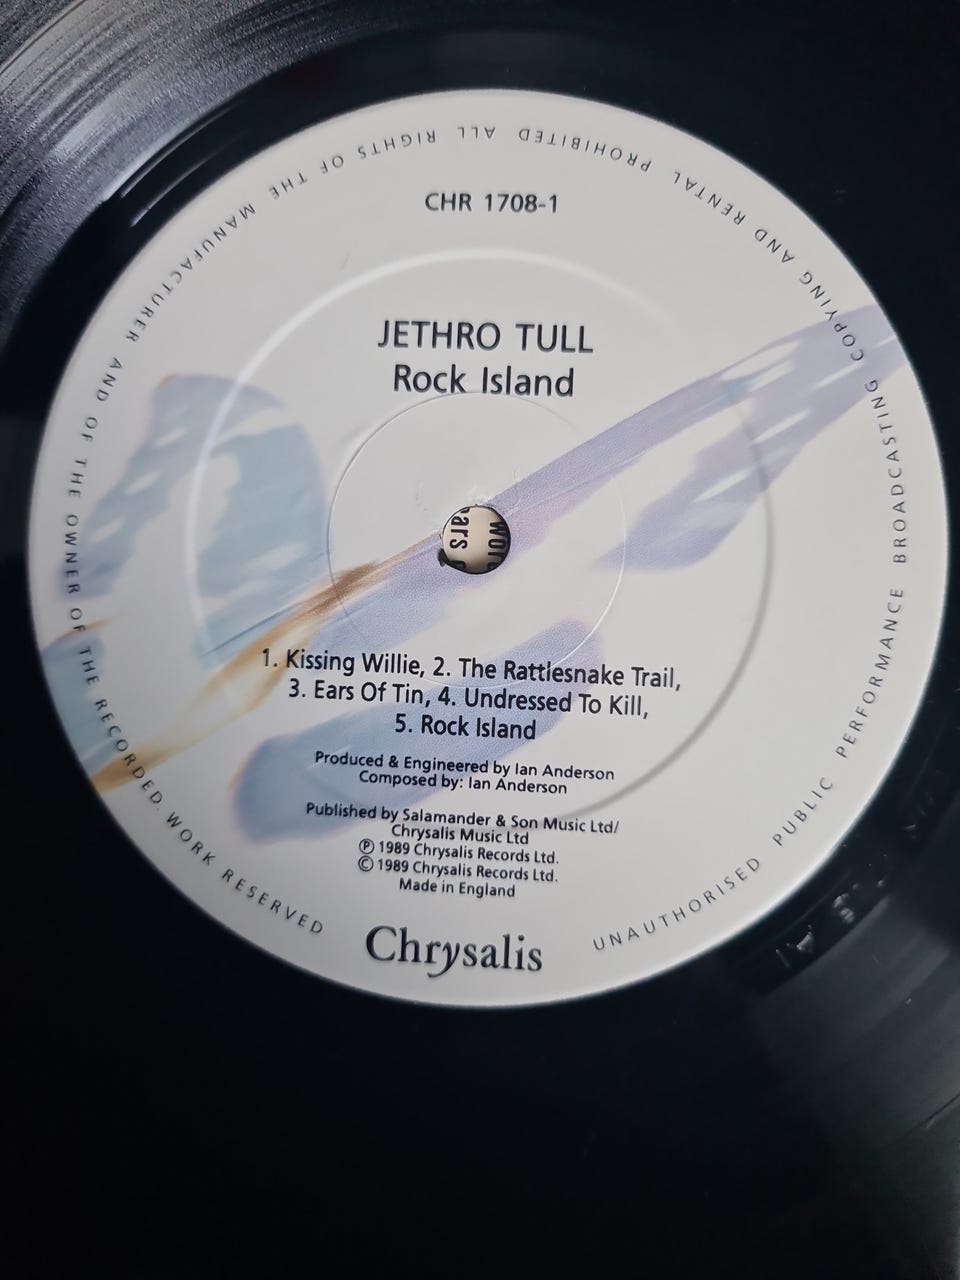 CHR 1708-1
JETHRO TULL
Rock Island
ears
wor
1. Kissing Willie, 2. The Rattlesnake Trail,
3. Ears Of Tin, 4. Undressed To Kill,
5. Rock Island
Produced & Engineered by Ian Anderson
Composed by: Ian Anderson
Published by Salamander & Son Music Ltd/
Chrysalis Music Ltd
Ⓟ 1989 Chrysalis Records Ltd.
© 1989 Chrysalis Records Ltd.
Made in England
Chrysalis
UNAUTHORISED PUBLIC PERFORMANCE BROADCASTING COPYING AND RENTAL PROHIBITED ALL RIGHTS OF THE MANUFACTURER AND OF THE OWNER OF THE RECORDED WORK RESERVED